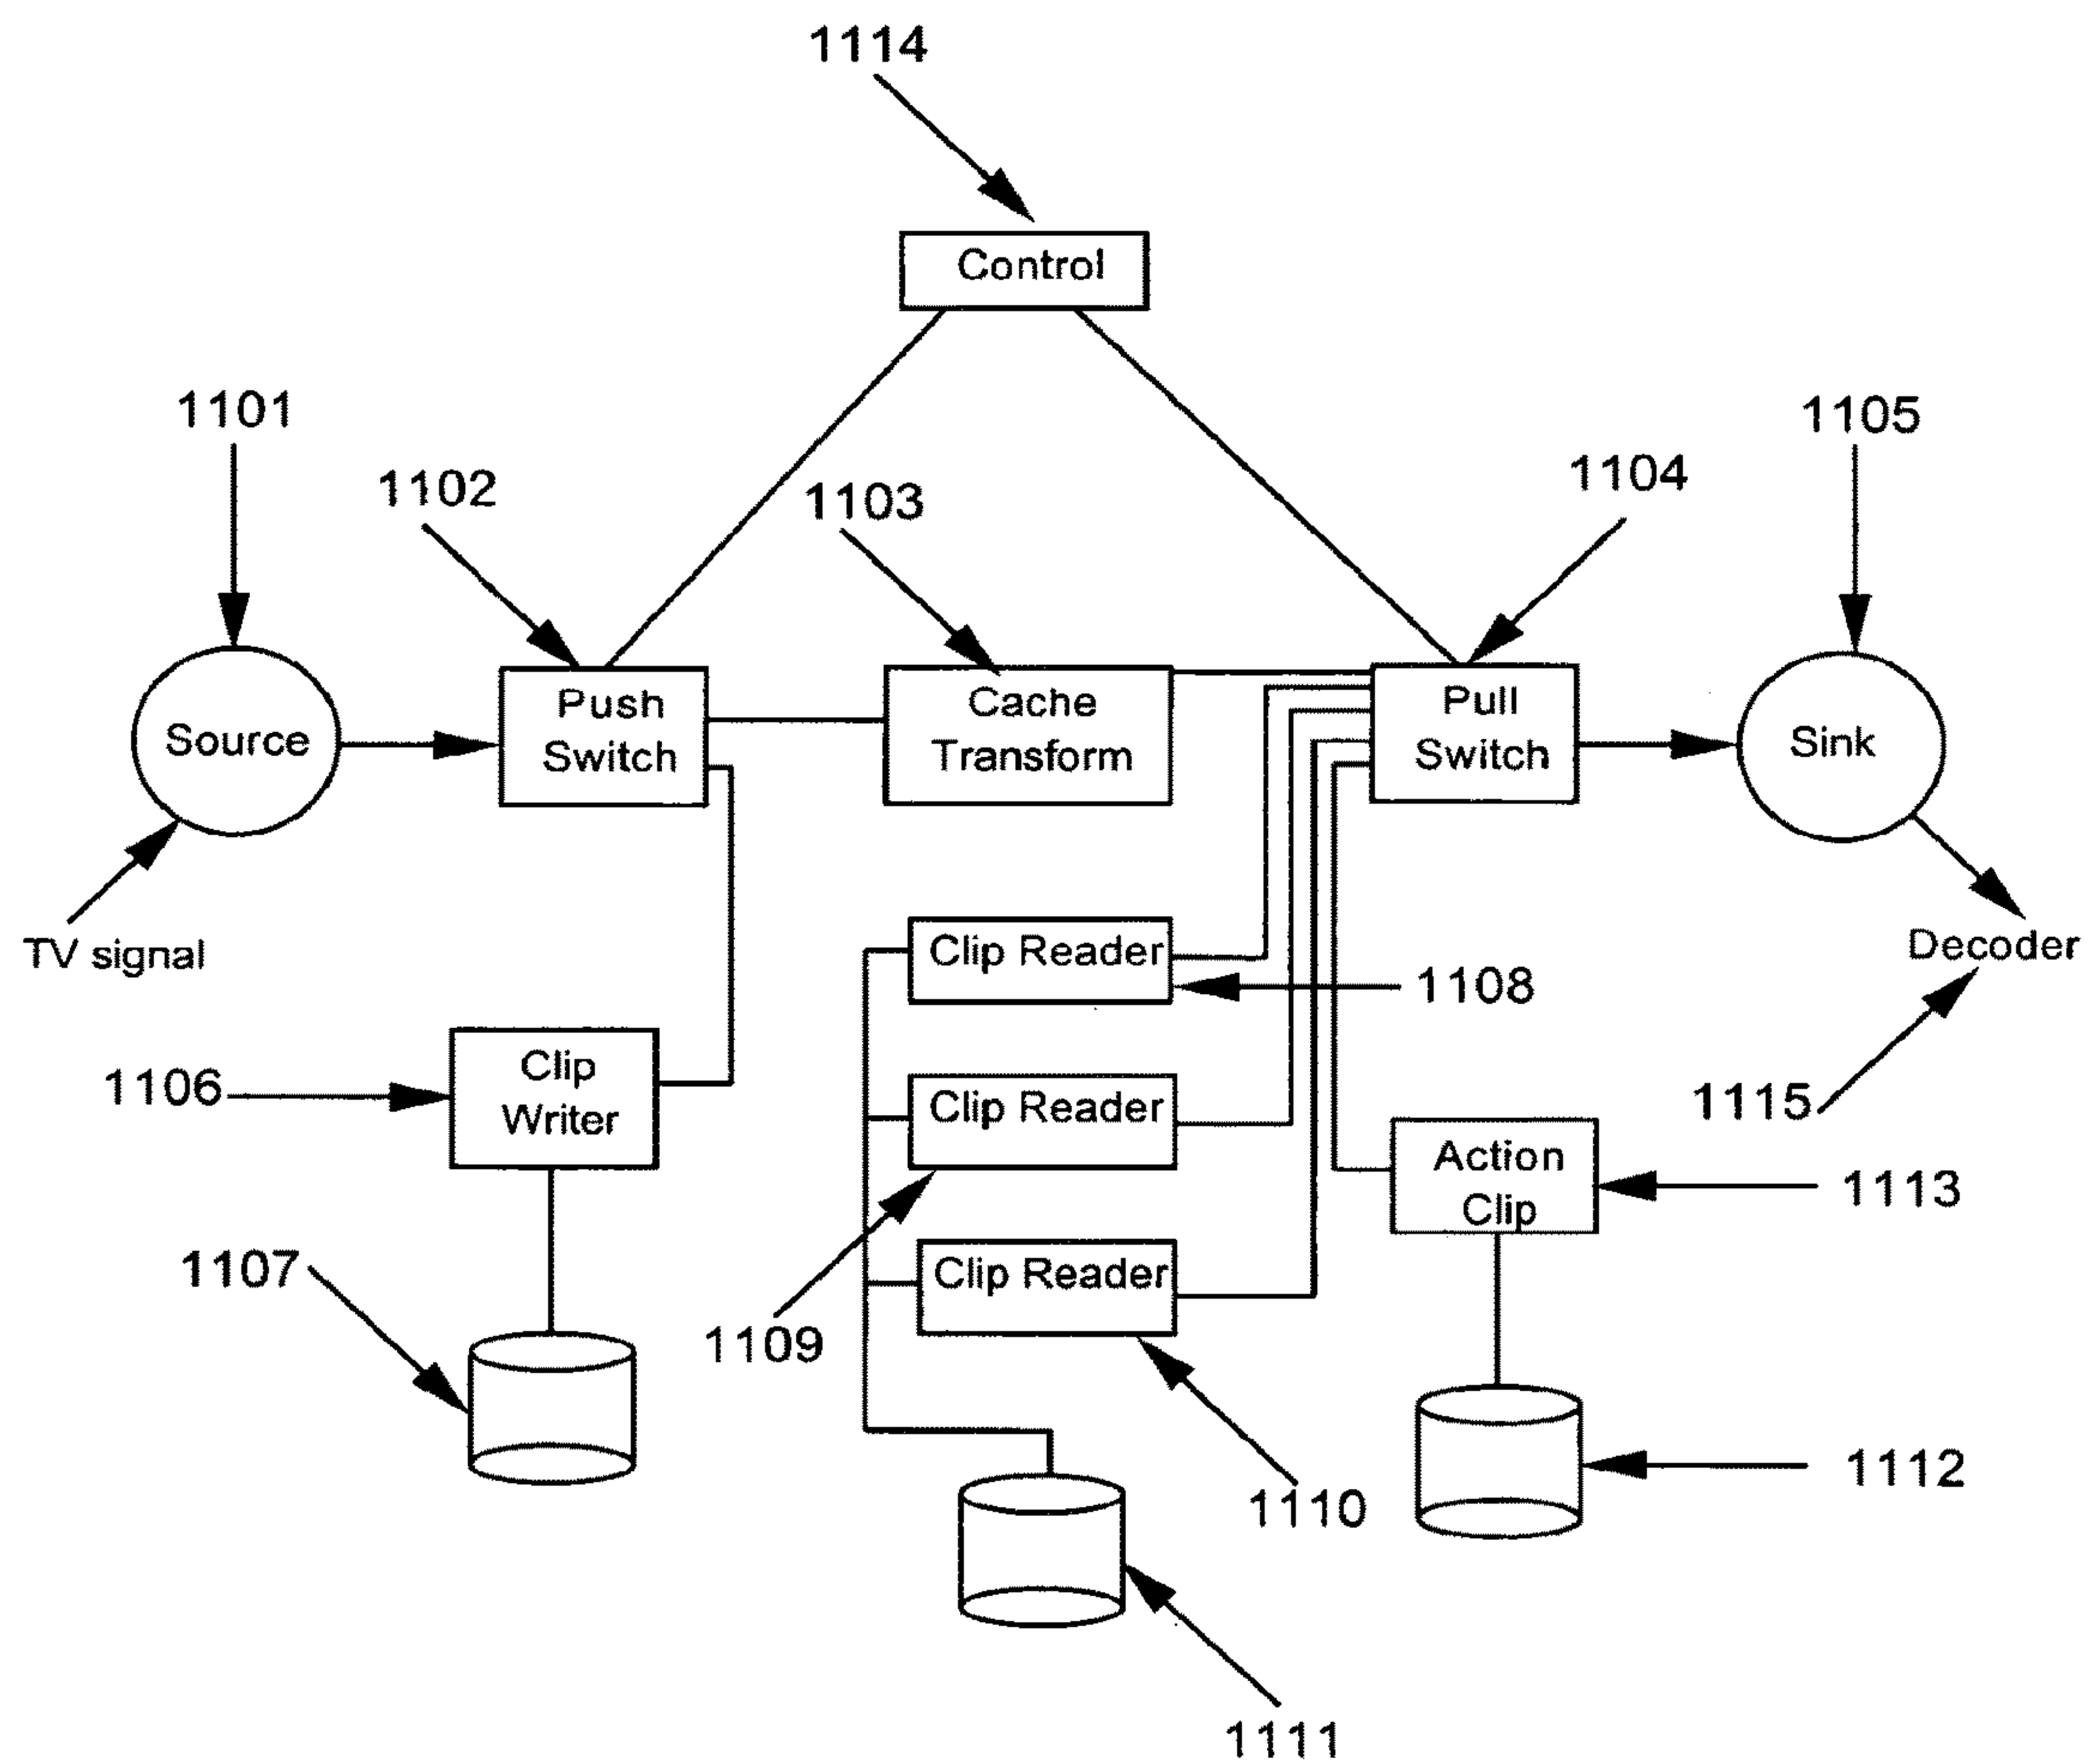 1114
Control
1101
1105
1102
1103
1104
Source
Push
Switch
Cache
Transform
Pull
Switch
Sink
TV signal
Decoder
Clip Reader
1108
1106
Clip
Writer
Clip Reader
1115
Action
Clip
1113
1107
Clip Reader
1109
1110
1112
1111